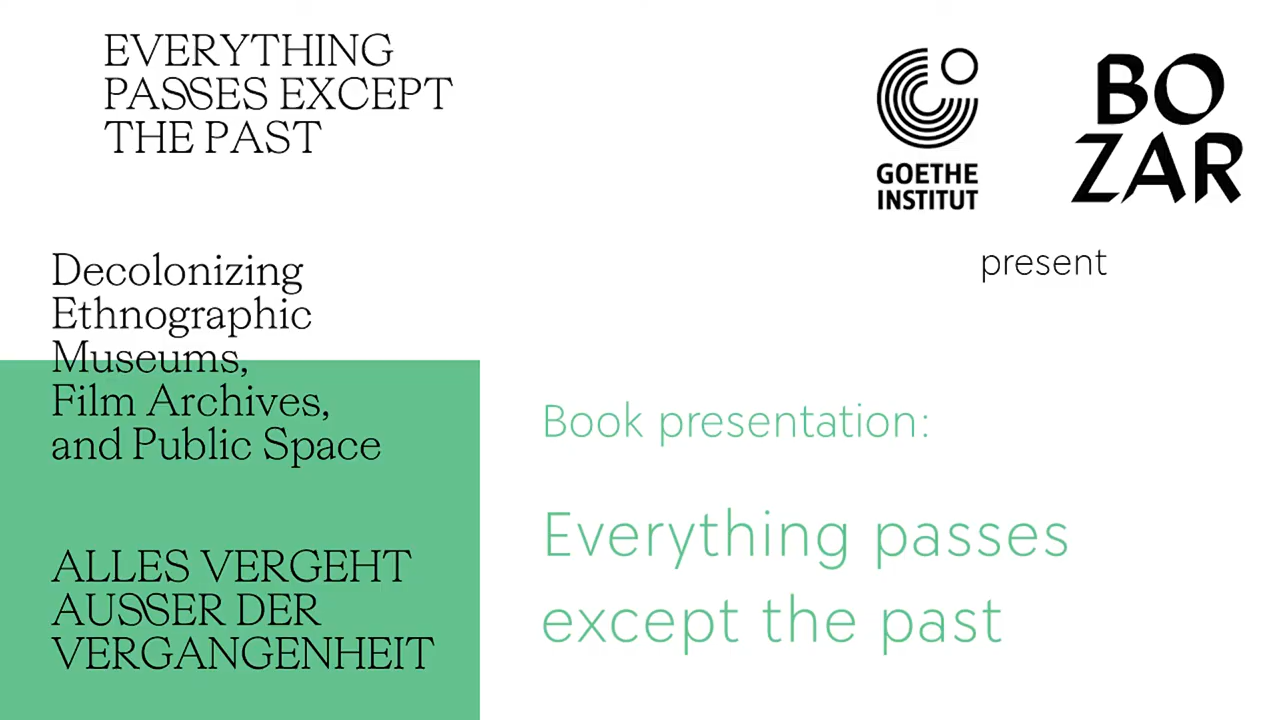 EVERYTHING
PASSES EXCEPT
THE PAST
Decolonizing
Ethnographic
Museums,
Film Archives,
and Public Space
ALLES VERGEHT
AUSSER DER
VERGANGENHEIT
GOETHE
INSTITUT
BO
ZAR
present
Book presentation:
Everything passes
except the past